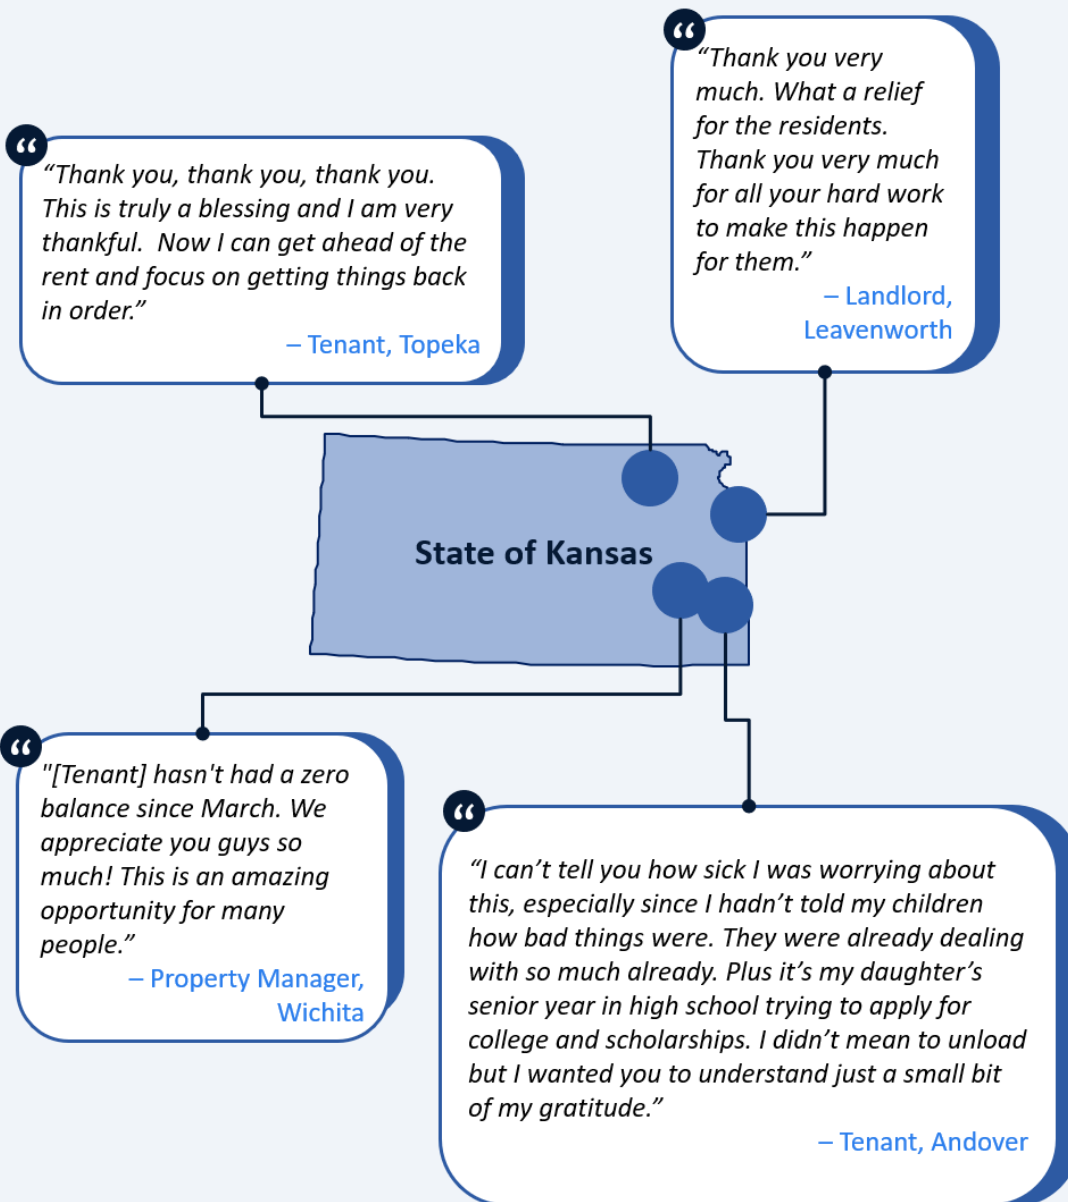 “Thank you very
much. What a relief
for the residents.
Thank you very much
for all your hard work
to make this happen
for them.”
– Landlord,
Leavenworth
“Thank you, thank you, thank you.
This is truly a blessing and I am very
thankful.  Now I can get ahead of the
rent and focus on getting things back
in order.”
– Tenant, Topeka
State of Kansas
"[Tenant] hasn't had a zero
balance since March. We
appreciate you guys so
much! This is an amazing
opportunity for many
people.”
– Property Manager,
Wichita
“I can’t tell you how sick I was worrying about
this, especially since I hadn’t told my children
how bad things were. They were already dealing
with so much already. Plus it’s my daughter’s
senior year in high school trying to apply for
college and scholarships. I didn’t mean to unload
but I wanted you to understand just a small bit
of my gratitude.”
– Tenant, Andover